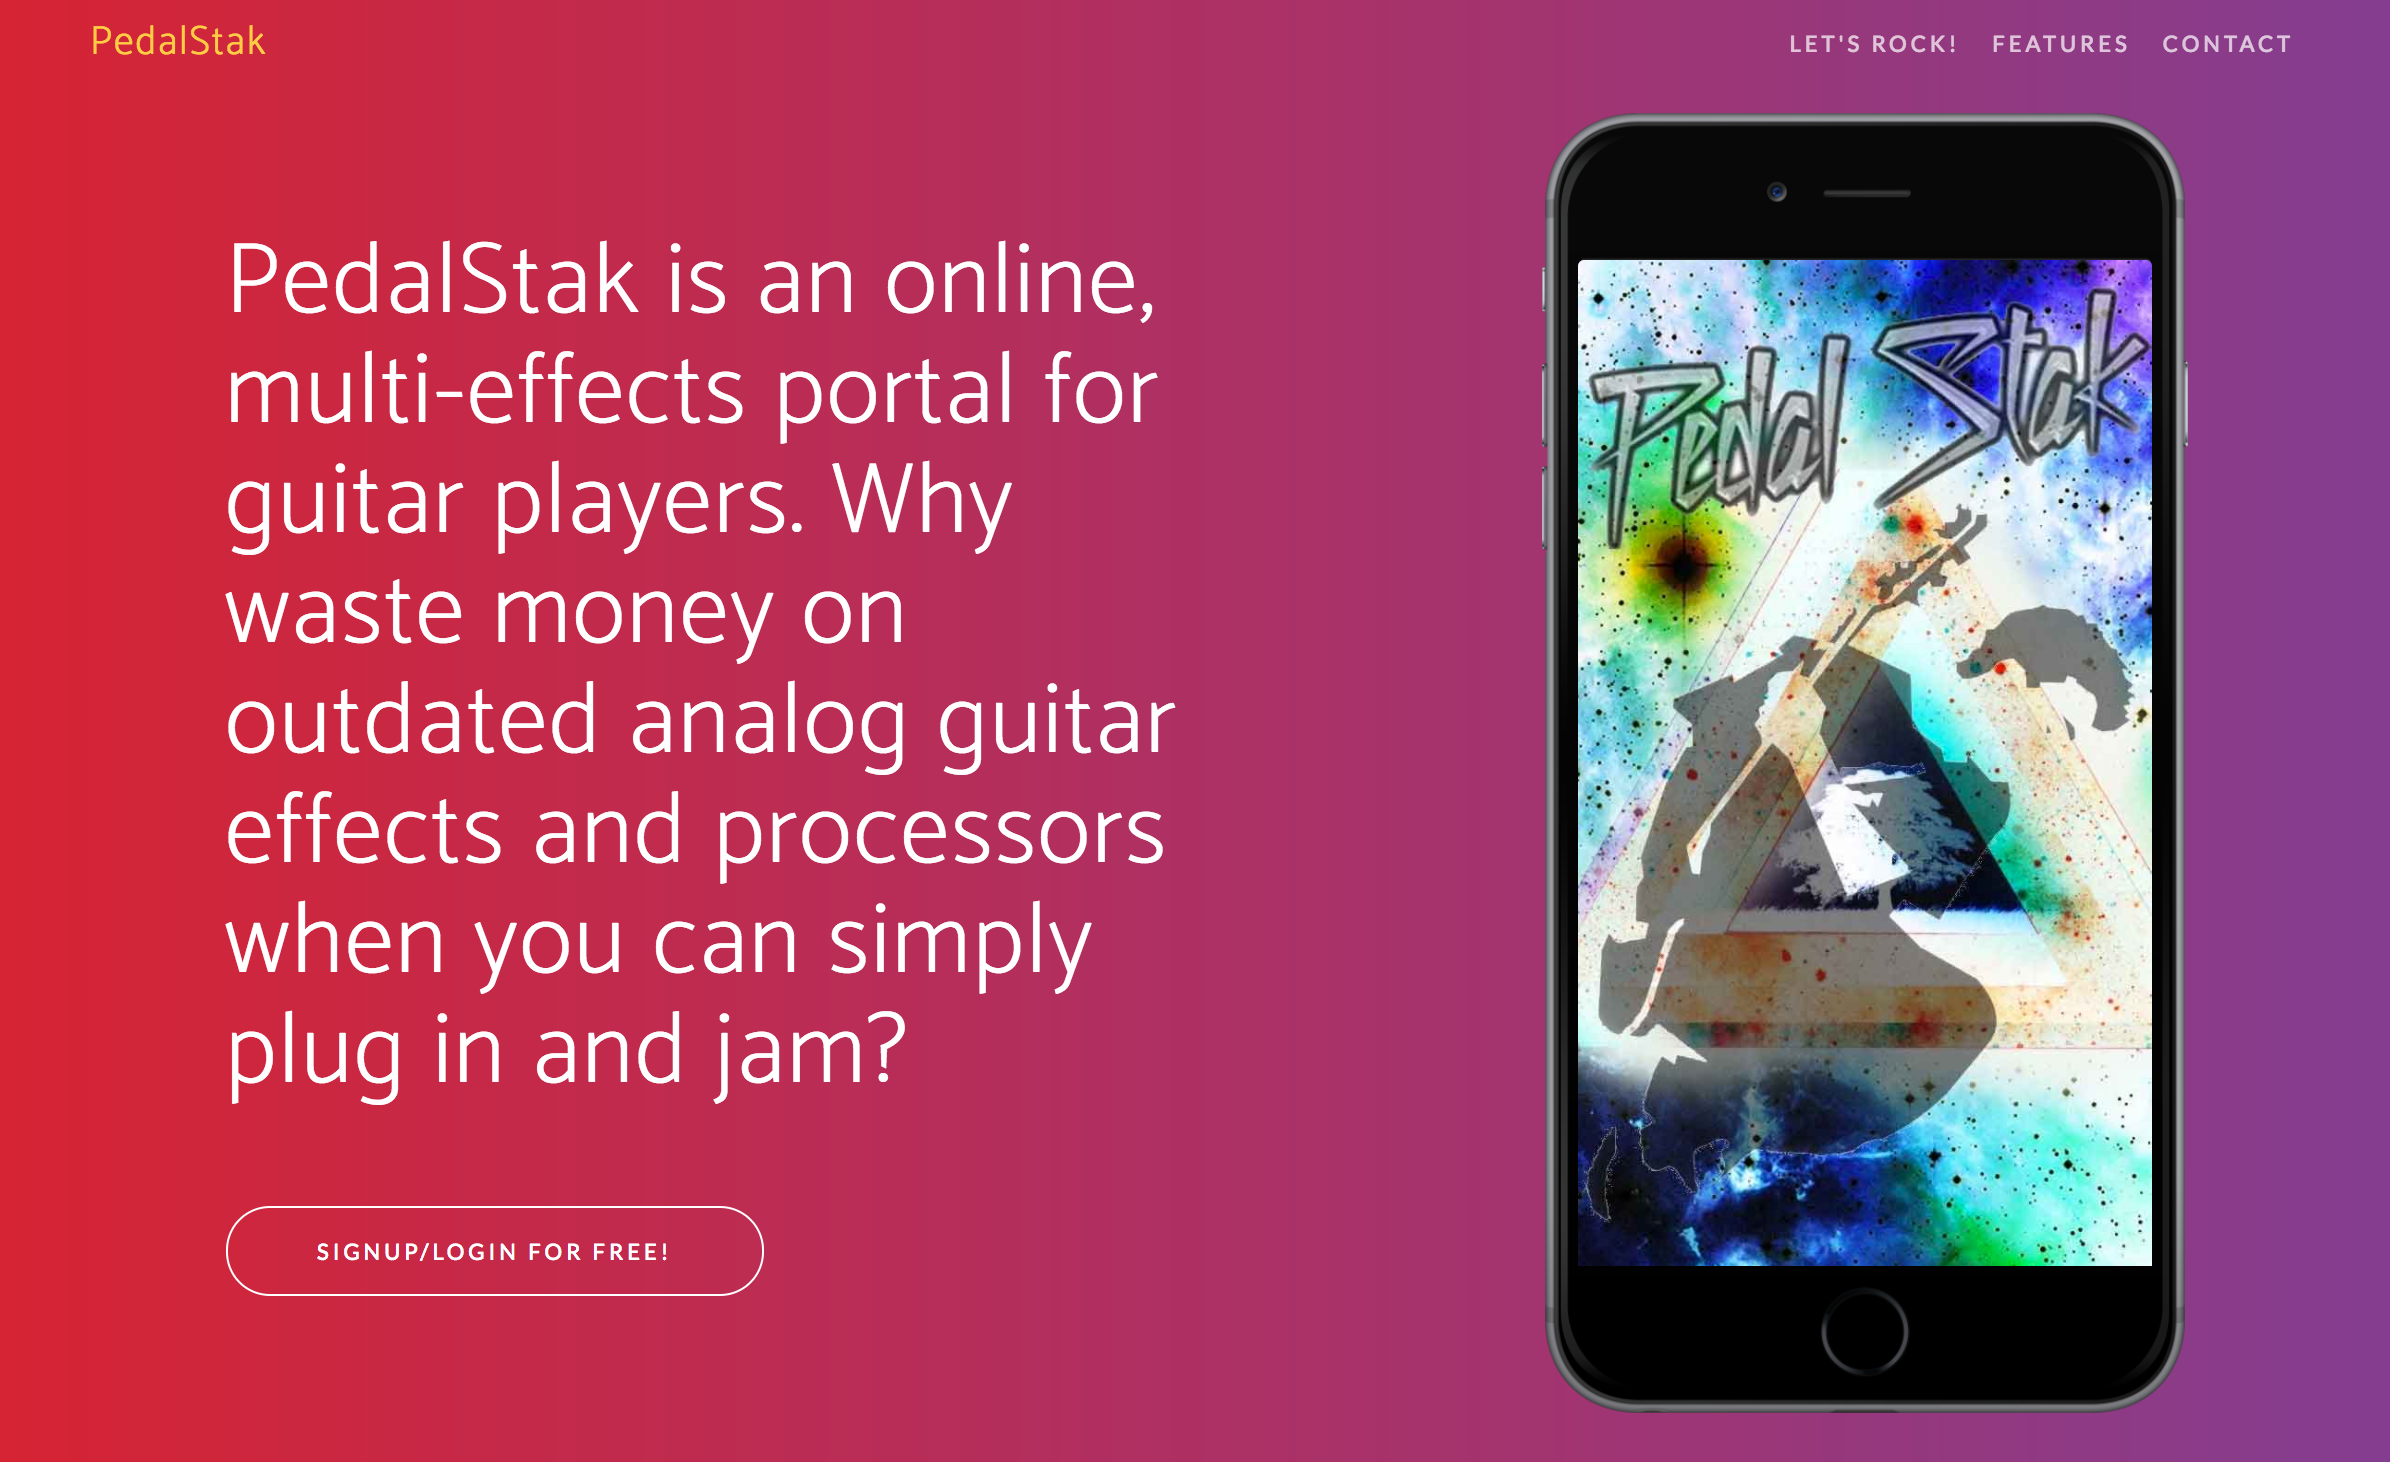 PedalStak
LET'S ROCK! FEATURES CONTACT
PedalStak is an online,
multi-effects portal for
guitar players. Why
waste money on
outdated analog guitar
effects and processors
when you can simply
plug in and jam?
SIGNUP/LOGIN FOR FREE!
Pedal Stak